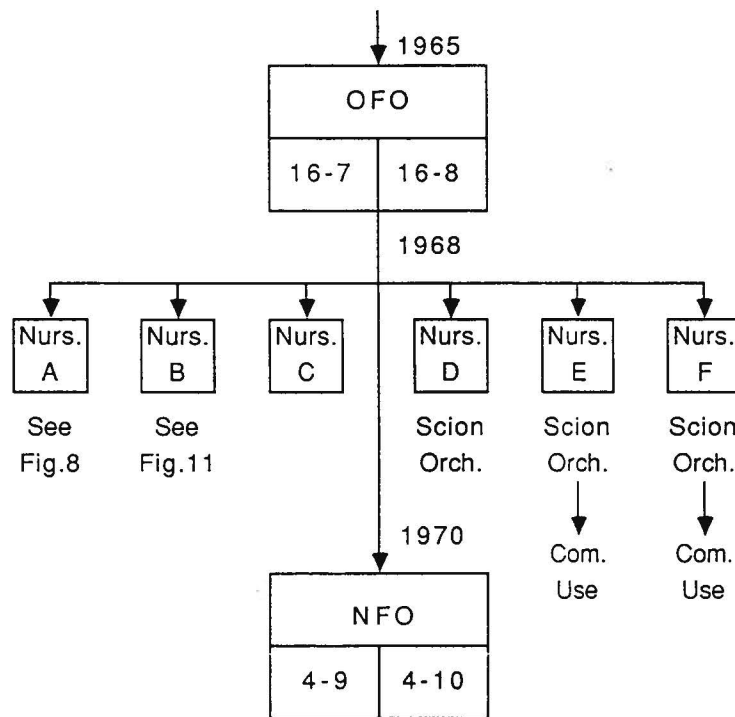 1965
OFO
16-7 16-8
1968
Nurs. Nurs. Nurs. Nurs. Nurs. Nurs.
A B C D E F
See See Scion Scion Scion
Fig.8 Fig.11 Orch. Orch. Orch.
1970
Com. Com.
Use Use
NFO
4-9 4-10